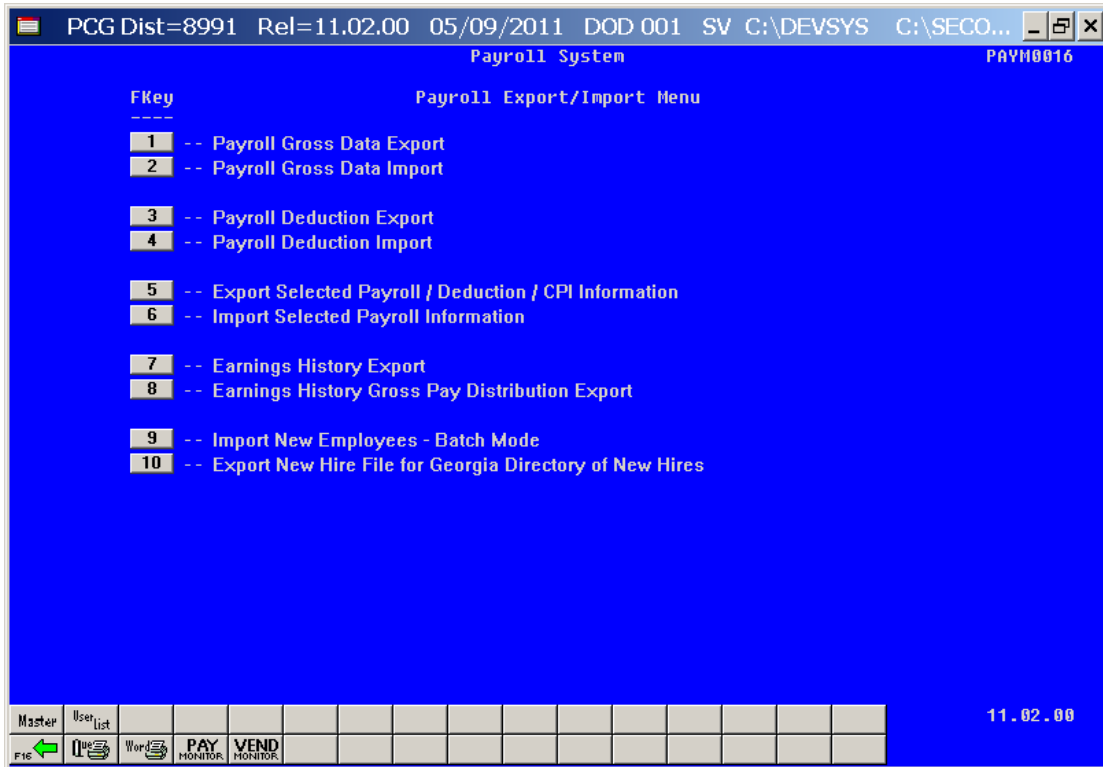 PCG Dist=8991 Rel=11.02.00 05/09/2011 DOD 001 SV C:\DEVSYS C:\SECO...
Payroll System PAYM0016
FKey Payroll Export/Import Menu
----
1 -- Payroll Gross Data Export
2 -- Payroll Gross Data Import
3 -- Payroll Deduction Export
4 -- Payroll Deduction Import
5 -- Export Selected Payroll / Deduction / CPI Information
6 -- Import Selected Payroll Information
7 -- Earnings History Export
8 -- Earnings History Gross Pay Distribution Export
9 -- Import New Employees - Batch Mode
10 -- Export New Hire File for Georgia Directory of New Hires
Master User List 11.02.00
F16 Que Word PAY MONITOR VEND MONITOR